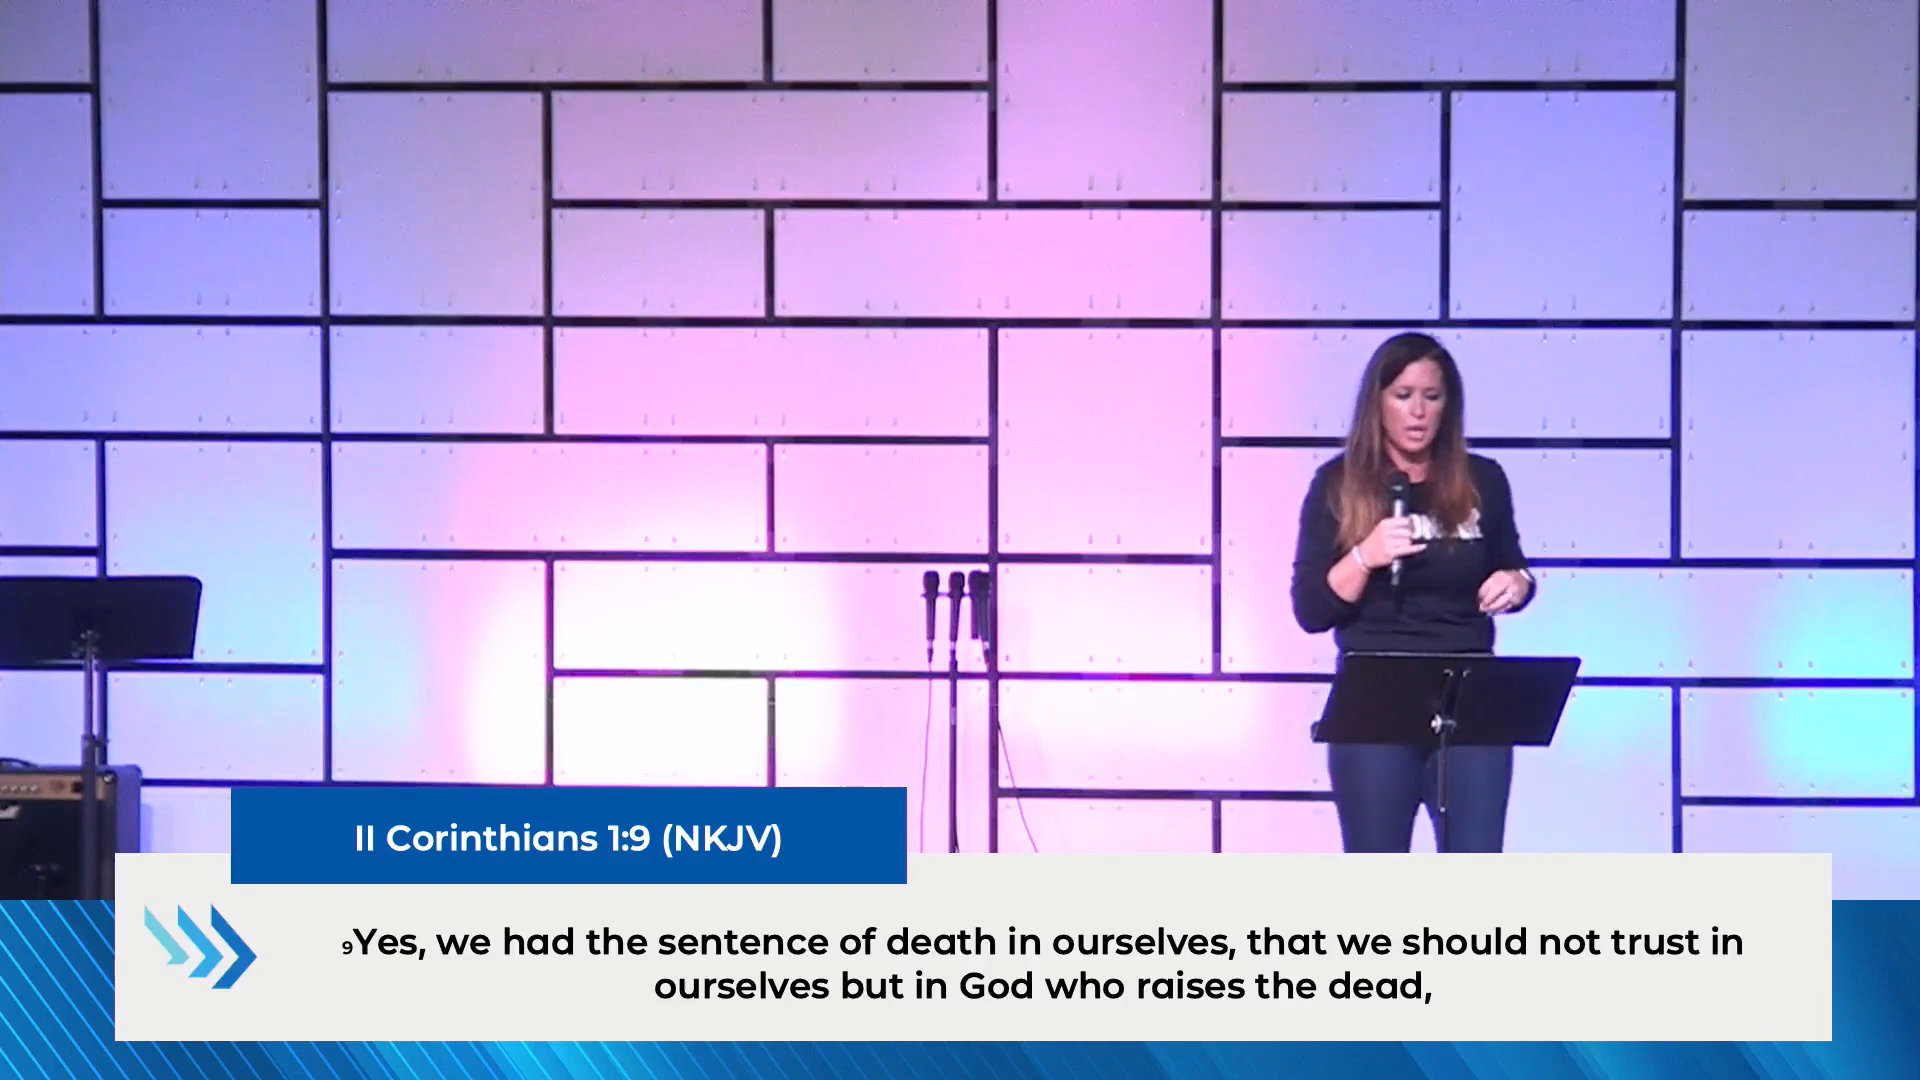 II Corinthians 1:9 (NKJV)
9Yes, we had the sentence of death in ourselves, that we should not trust in
ourselves but in God who raises the dead,